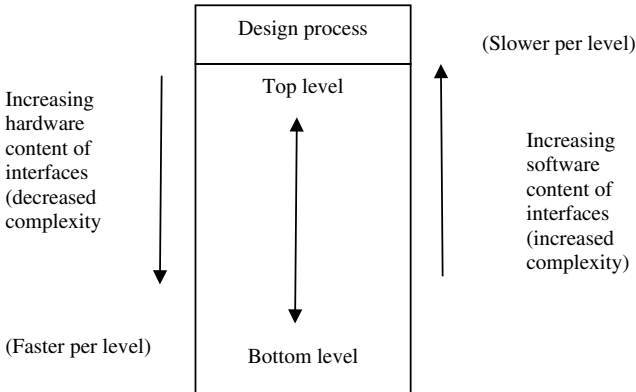 Design process
(Slower per level)
Top level
Increasing
hardware
content of
interfaces
(decreased
complexity
Increasing
software
content of
interfaces
(increased
complexity)
(Faster per level)
Bottom level